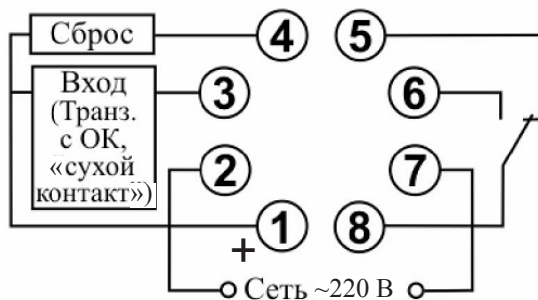 Сброс 4 5
Вход 3 6
(Транз.
с ОК,
«сухой 2 7
контакт»)
+ 1 8
Сеть ~220 В